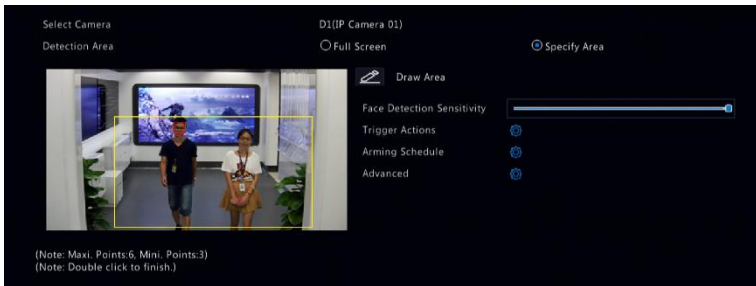 Select Camera D1(IP Camera 01)
Detection Area Full Screen Specify Area
Draw Area
Face Detection Sensitivity
Trigger Actions
Arming Schedule
Advanced
(Note: Maxi. Points:6, Mini. Points:3)
(Note: Double click to finish.)